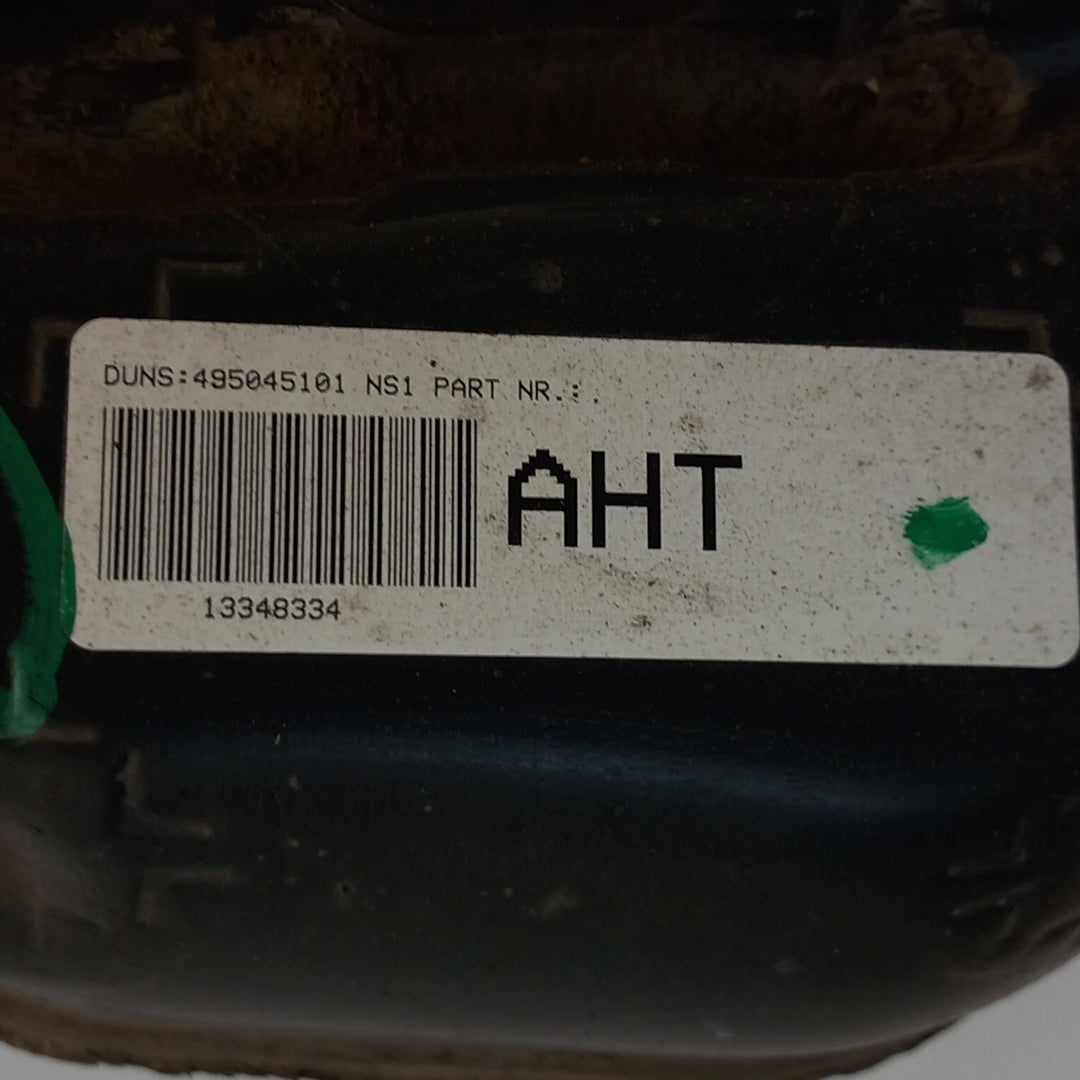 DUNS:495045101 NS1 PART NR.:.
AHT
13348334